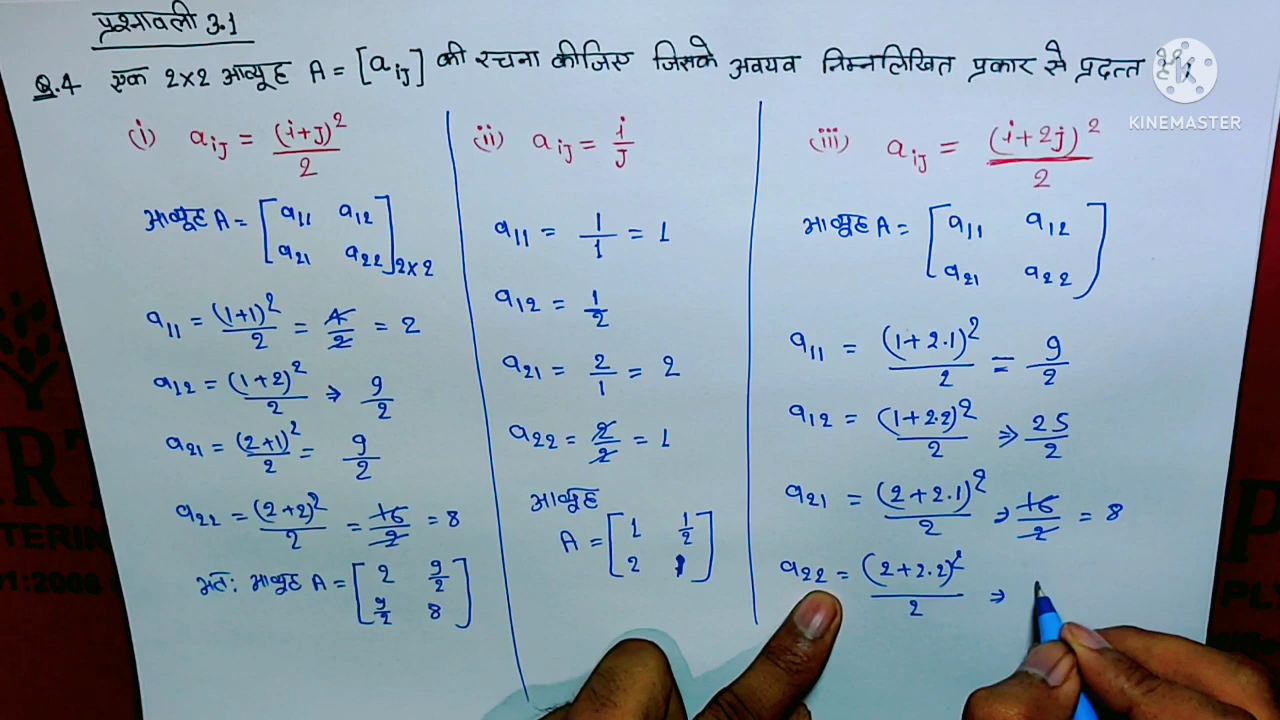 प्रश्नावली 3.1
Q.4 एक 2×2 आव्यूह A = [aij] की रचना कीजिए जिसके अवयव निम्नलिखित प्रकार से प्रदत्त हैं
KINEMASTER
(i) aij = (i+j)²/2
आव्यूह A = [a11 a12
a21 a22]2×2
a11 = (1+1)²/2 = 4/2 = 2
a12 = (1+2)²/2 ⇒ 9/2
a21 = (2+1)²/2 = 9/2
a22 = (2+2)²/2 = 16/2 = 8
अतः आव्यूह A = [2 9/2
9/2 8]
(ii) aij = i/j
a11 = 1/1 = 1
a12 = 1/2
a21 = 2/1 = 2
a22 = 2/2 = 1
आव्यूह
A = [1 1/2
2 1]
(iii) aij = (i+2j)²/2
आव्यूह A = [a11 a12
a21 a22]
a11 = (1+2.1)²/2 = 9/2
a12 = (1+2.2)²/2 ⇒ 25/2
a21 = (2+2.1)²/2 ⇒ 16/2 = 8
a22 = (2+2.2)²/2 ⇒